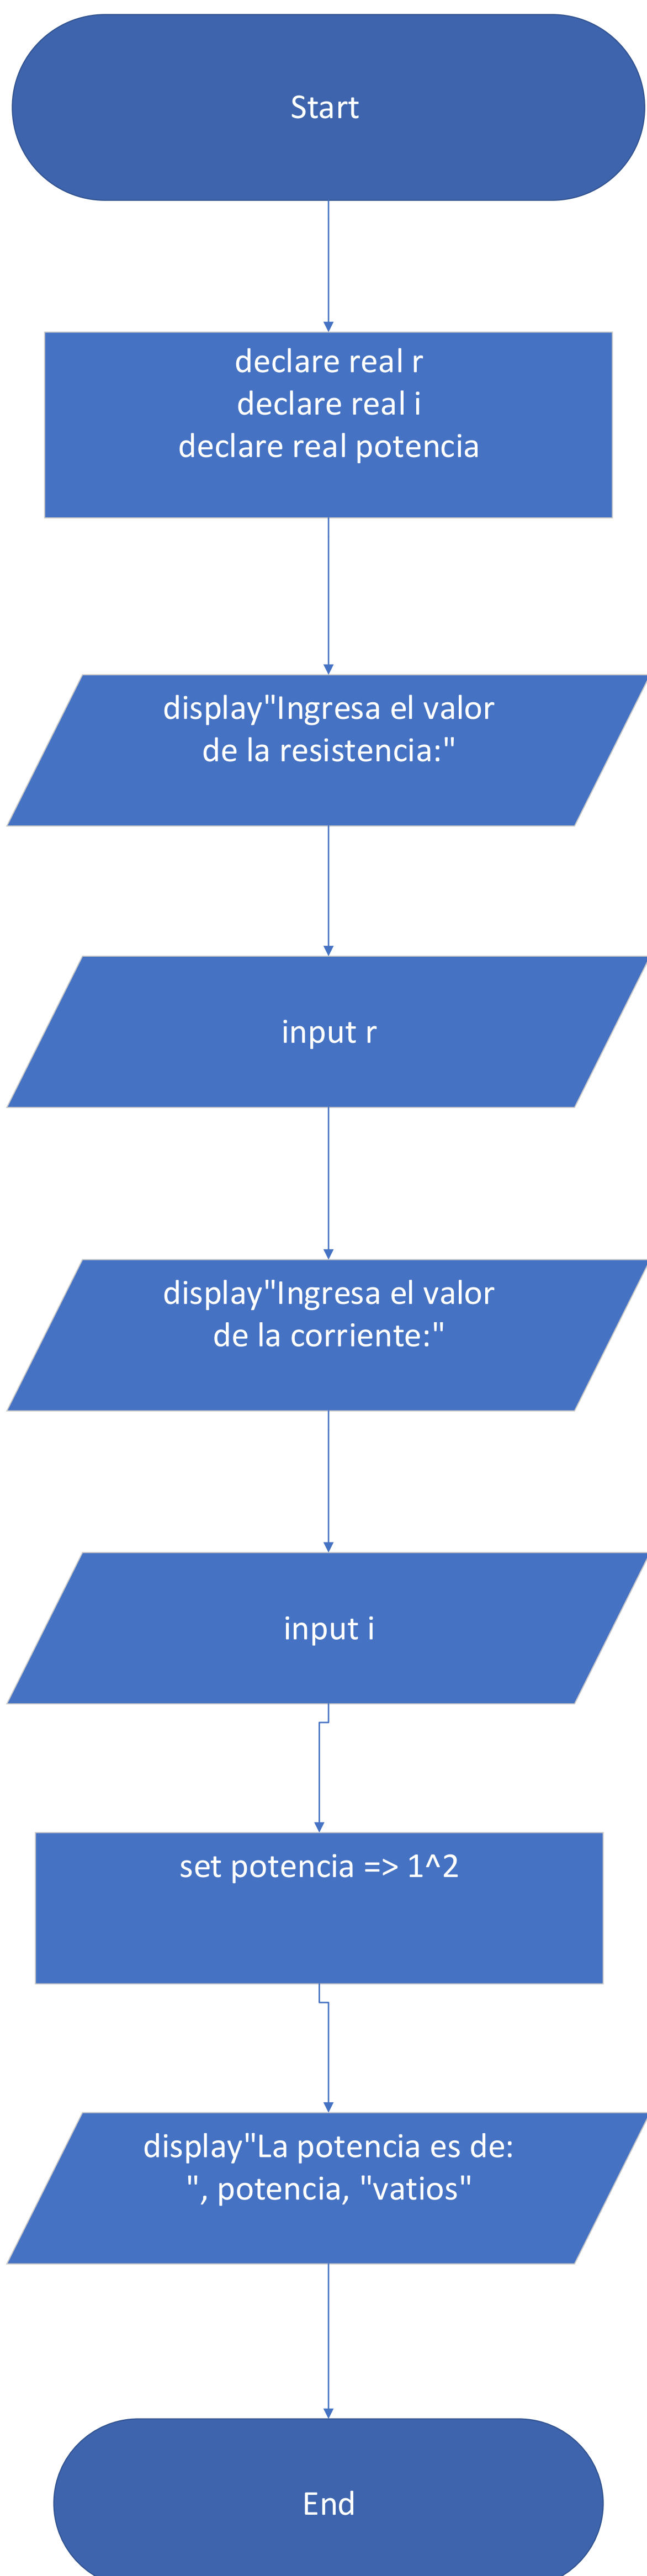 Start
declare real r
declare real i
declare real potencia
display"Ingresa el valor
de la resistencia:"
input r
display"Ingresa el valor
de la corriente:"
input i
set potencia => 1^2
display"La potencia es de:
", potencia, "vatios"
End